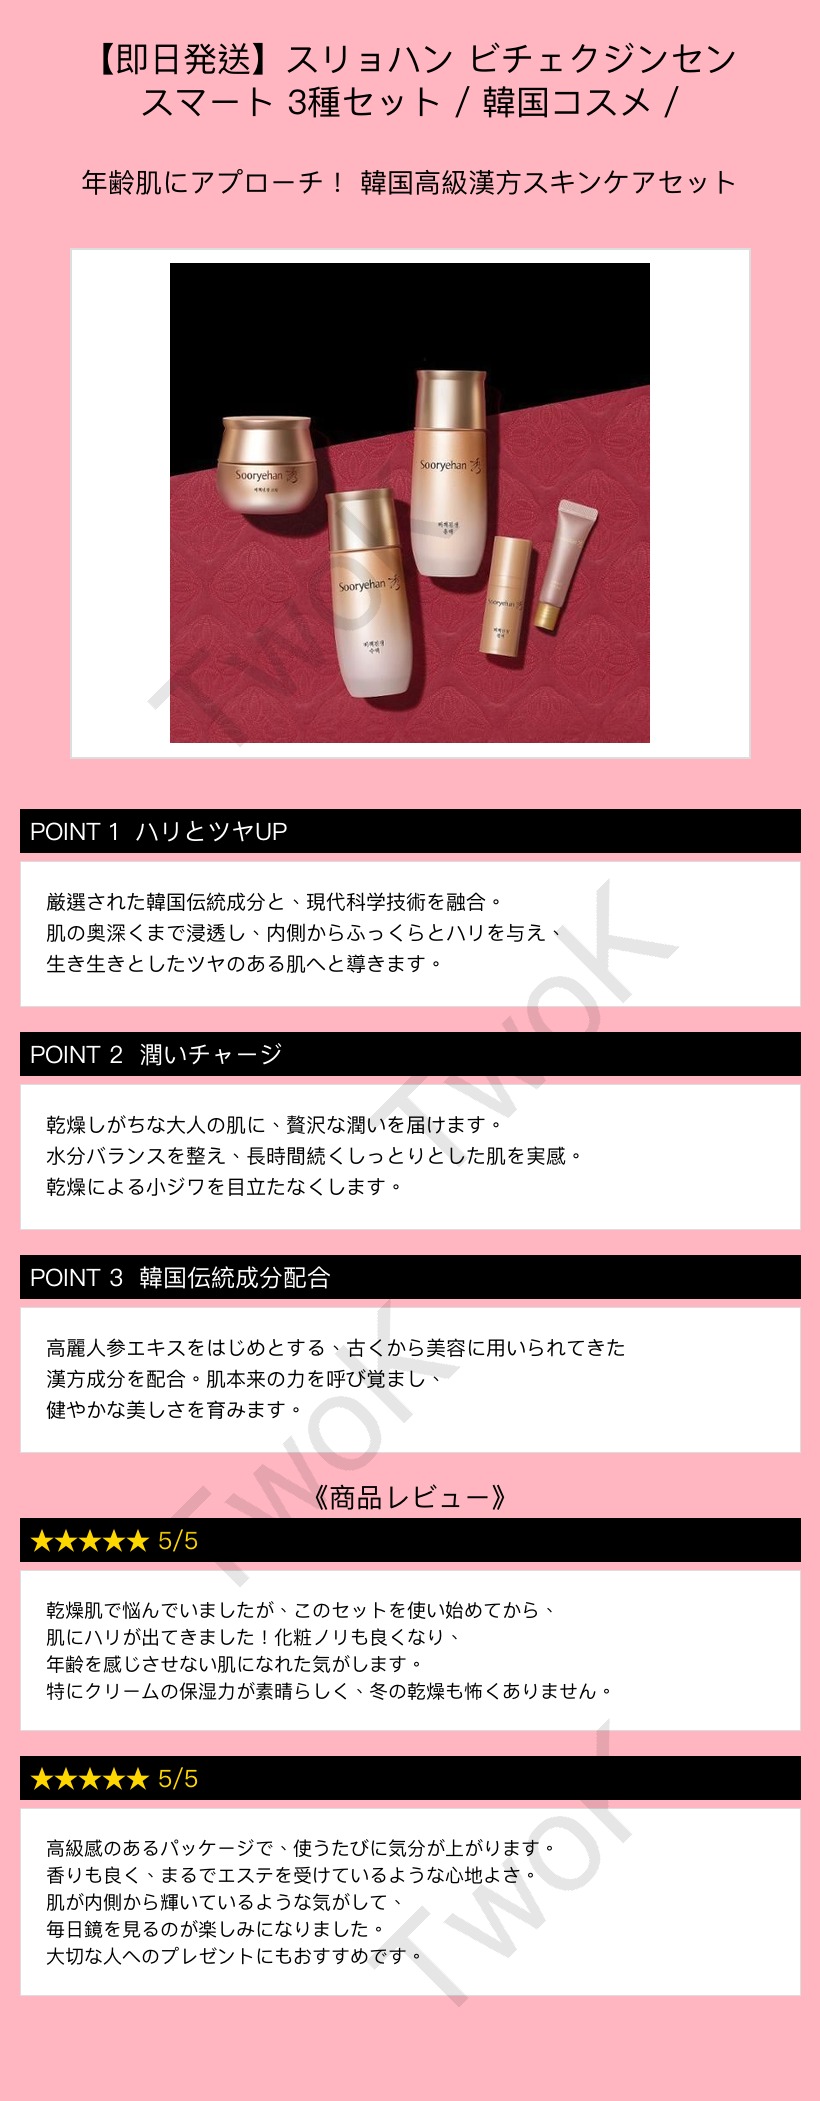 【即日発送】スリョハン ビチェクジンセン
スマート 3種セット / 韓国コスメ /
年齢肌にアプローチ！ 韓国高級漢方スキンケアセット
Sooryehan 秀
Sooryehan 秀
비책진생
유액
Sooryehan 秀
비책진생
수액
Sooryehan 秀
POINT 1 ハリとツヤUP
厳選された韓国伝統成分と、現代科学技術を融合。
肌の奥深くまで浸透し、内側からふっくらとハリを与え、
生き生きとしたツヤのある肌へと導きます。
POINT 2 潤いチャージ
乾燥しがちな大人の肌に、贅沢な潤いを届けます。
水分バランスを整え、長時間続くしっとりとした肌を実感。
乾燥による小ジワを目立たなくします。
POINT 3 韓国伝統成分配合
高麗人参エキスをはじめとする、古くから美容に用いられてきた
漢方成分を配合。肌本来の力を呼び覚まし、
健やかな美しさを育みます。
《商品レビュー》
★★★★★ 5/5
乾燥肌で悩んでいましたが、このセットを使い始めてから、
肌にハリが出てきました！化粧ノリも良くなり、
年齢を感じさせない肌になれた気がします。
特にクリームの保湿力が素晴らしく、冬の乾燥も怖くありません。
★★★★★ 5/5
高級感のあるパッケージで、使うたびに気分が上がります。
香りも良く、まるでエステを受けているような心地よさ。
肌が内側から輝いているような気がして、
毎日鏡を見るのが楽しみになりました。
大切な人へのプレゼントにもおすすめです。
TwoK
TwoK
TwoK
TwoK